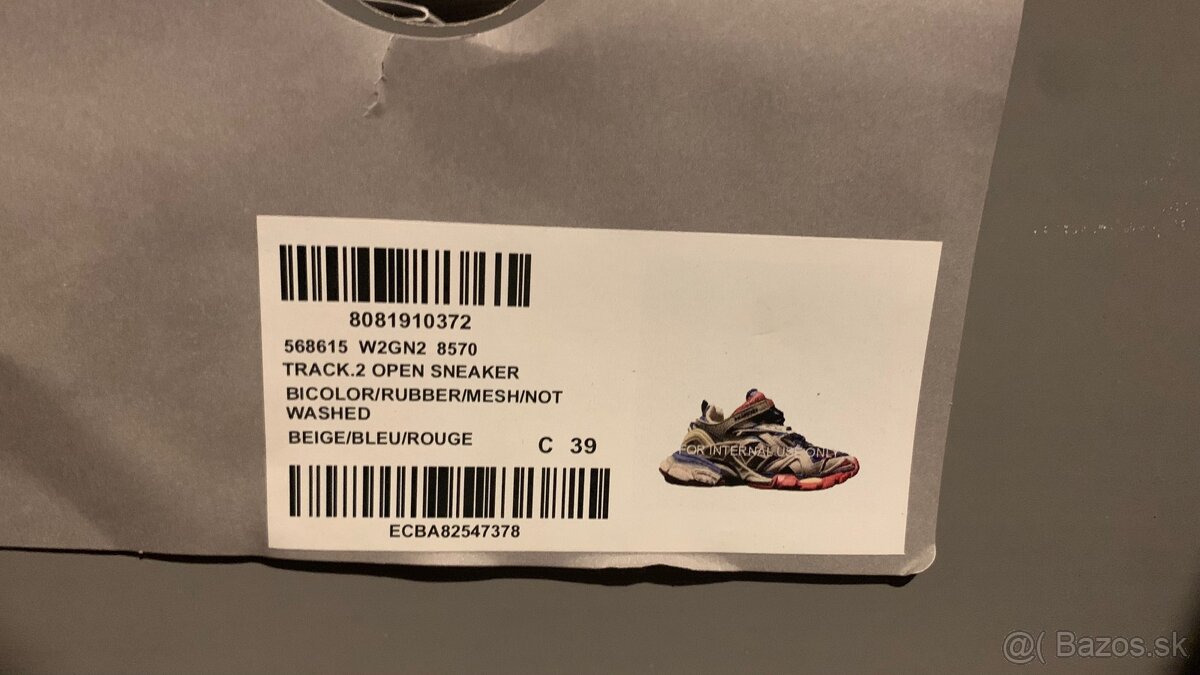 8081910372
568615 W2GN2 8570
TRACK.2 OPEN SNEAKER
BICOLOR/RUBBER/MESH/NOT
WASHED
BEIGE/BLEU/ROUGE C 39
FOR INTERNAL USE ONLY
ECBA82547378
@( Bazos.sk